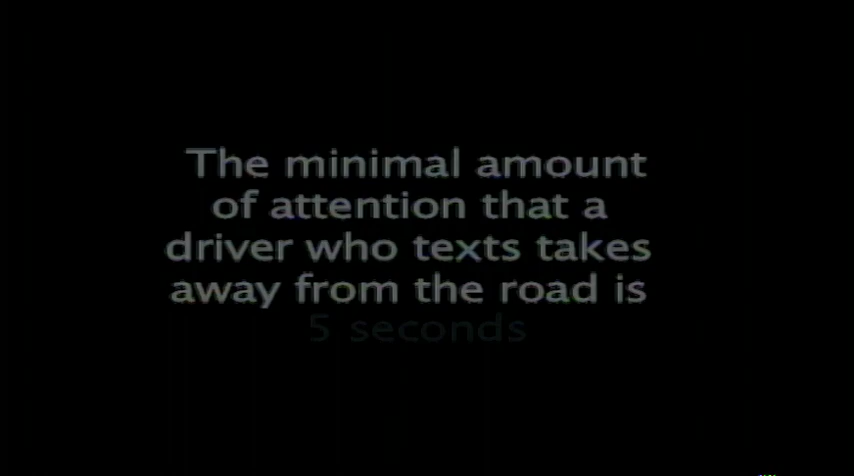 The minimal amount
of attention that a
driver who texts takes
away from the road is
5 seconds